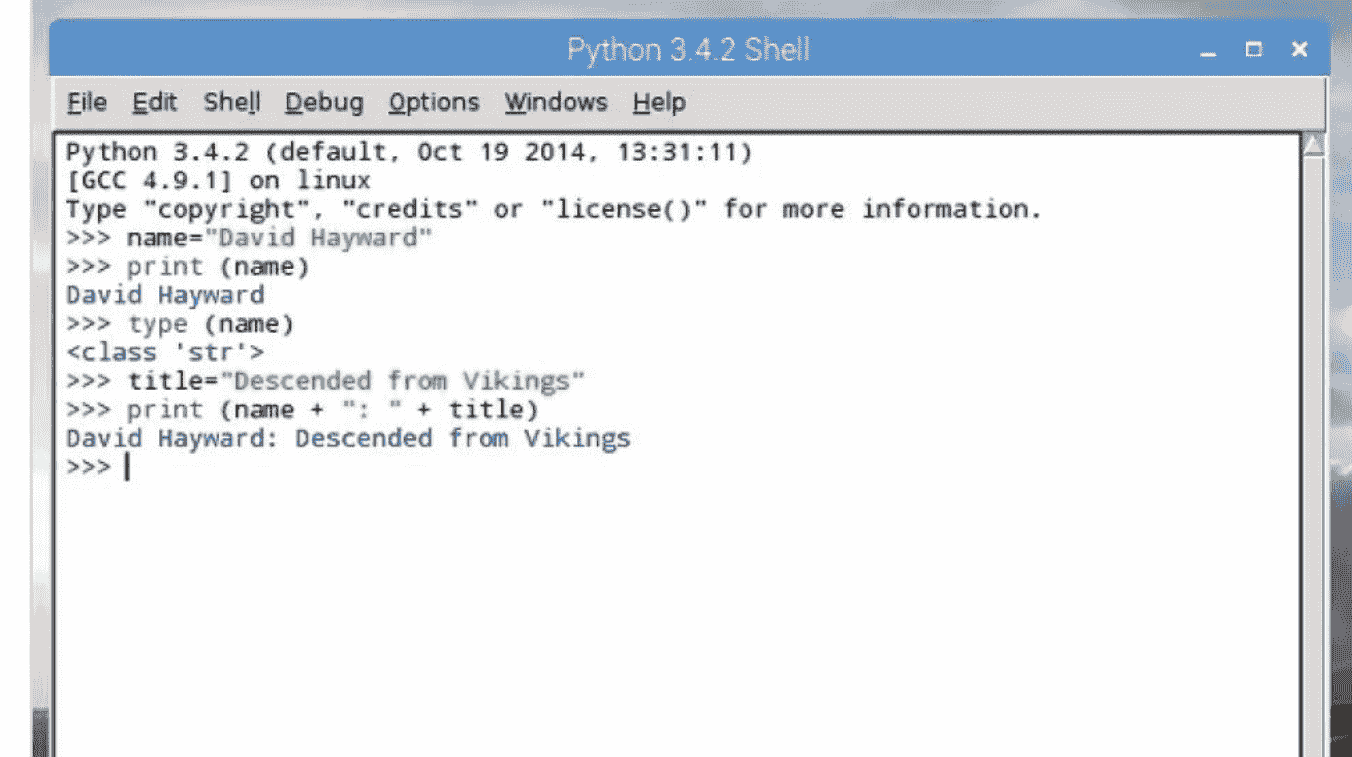 Python 3.4.2 Shell
File Edit Shell Debug Options Windows Help
Python 3.4.2 (default, Oct 19 2014, 13:31:11)
[GCC 4.9.1] on linux
Type "copyright", "credits" or "license()" for more information.
>>> name="David Hayward"
>>> print (name)
David Hayward
>>> type (name)
<class 'str'>
>>> title="Descended from Vikings"
>>> print (name + ": " + title)
David Hayward: Descended from Vikings
>>>